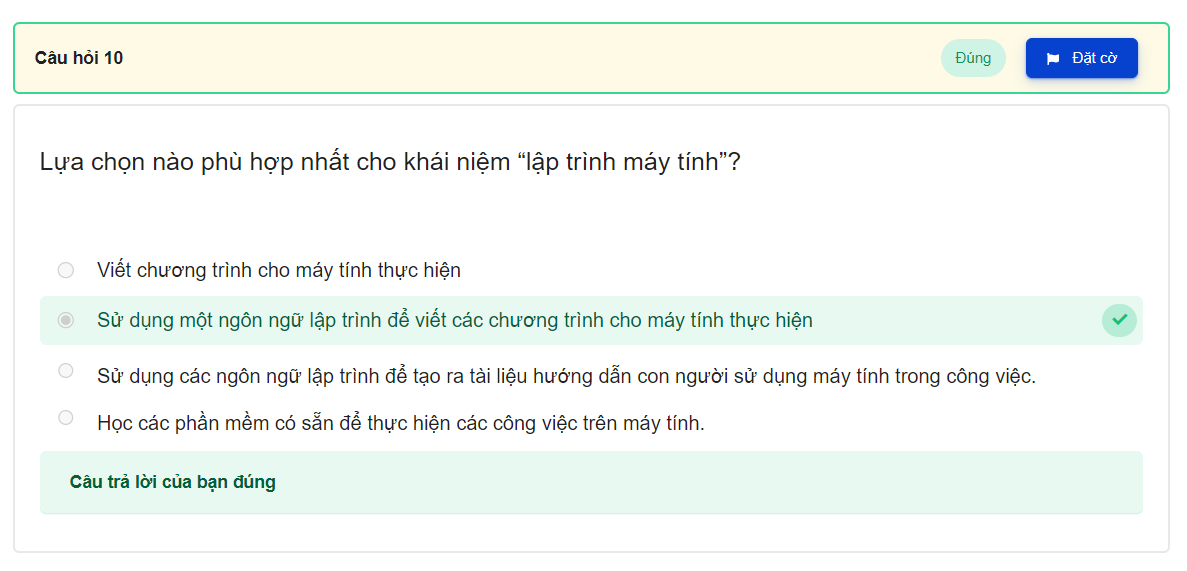 Câu hỏi 10
Đúng
Đặt cờ
Lựa chọn nào phù hợp nhất cho khái niệm “lập trình máy tính”?
Viết chương trình cho máy tính thực hiện
Sử dụng một ngôn ngữ lập trình để viết các chương trình cho máy tính thực hiện
Sử dụng các ngôn ngữ lập trình để tạo ra tài liệu hướng dẫn con người sử dụng máy tính trong công việc.
Học các phần mềm có sẵn để thực hiện các công việc trên máy tính.
Câu trả lời của bạn đúng